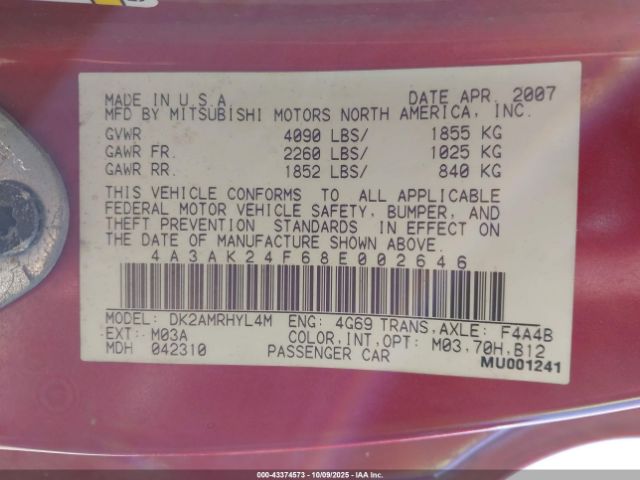 MADE IN U.S.A. DATE APR. 2007
MFD BY MITSUBISHI MOTORS NORTH AMERICA, INC.
GVWR 4090 LBS/ 1855 KG
GAWR FR. 2260 LBS/ 1025 KG
GAWR RR. 1852 LBS/ 840 KG
THIS VEHICLE CONFORMS TO ALL APPLICABLE
FEDERAL MOTOR VEHICLE SAFETY, BUMPER, AND
THEFT PREVENTION STANDARDS IN EFFECT ON
THE DATE OF MANUFACTURE SHOWN ABOVE.
4A3AK24F68E002646
MODEL: DK2AMRHYL4M ENG: 4G69 TRANS,AXLE: F4A4B
EXT: M03A COLOR,INT,OPT: M03,70H,B12
MDH 042310 PASSENGER CAR MU001241
000-43374573 - 10/09/2025 - IAA Inc.